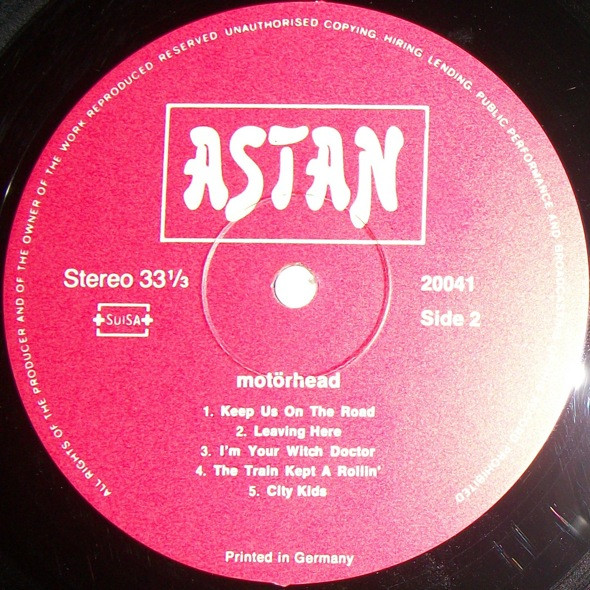 ALL RIGHTS OF THE PRODUCER AND OF THE OWNER OF THE WORK REPRODUCED RESERVED. UNAUTHORISED COPYING, HIRING, LENDING, PUBLIC PERFORMANCE AND PROHIBITED
ASTAN
Stereo 33⅓
20041
SUISA
Side 2
motörhead
1. Keep Us On The Road
2. Leaving Here
3. I'm Your Witch Doctor
4. The Train Kept A Rollin'
5. City Kids
Printed in Germany